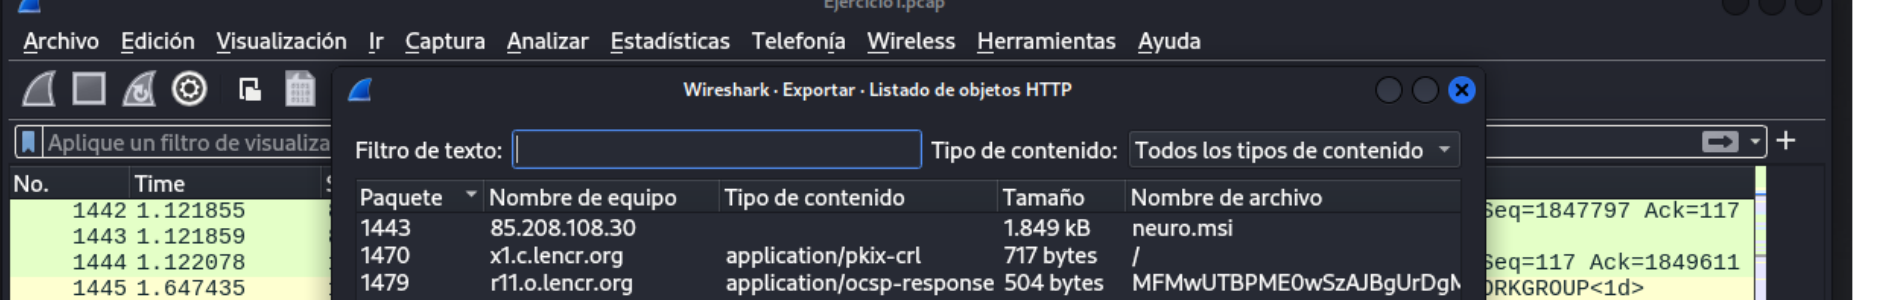 Ejercicio1.pcap
Archivo Edición Visualización Ir Captura Analizar Estadísticas Telefonía Wireless Herramientas Ayuda
Wireshark · Exportar · Listado de objetos HTTP
Aplique un filtro de visualiza
Filtro de texto: Tipo de contenido: Todos los tipos de contenido
No. Time
Paquete Nombre de equipo Tipo de contenido Tamaño Nombre de archivo
1442 1.121855 Seq=1847797 Ack=117
1443 1.121859
1443 85.208.108.30 1.849 kB neuro.msi
1444 1.122078 Seq=117 Ack=1849611
1470 x1.c.lencr.org application/pkix-crl 717 bytes /
1445 1.647435 ORKGROUP<1d>
1479 r11.o.lencr.org application/ocsp-response 504 bytes MFMwUTBPME0wSzAJBgUrDgM